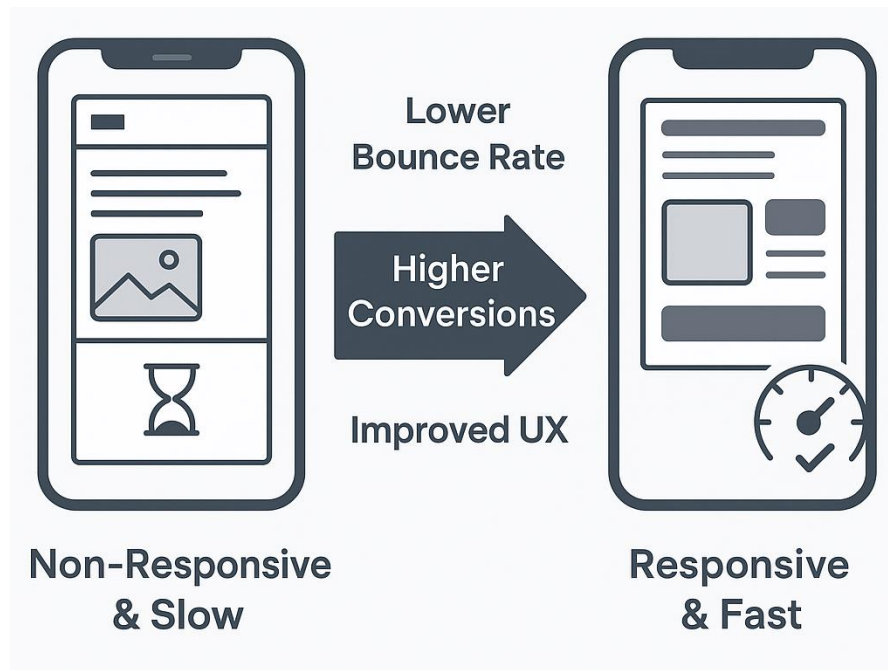 Lower
Bounce Rate
Higher
Conversions
Improved UX
Non-Responsive
& Slow
Responsive
& Fast